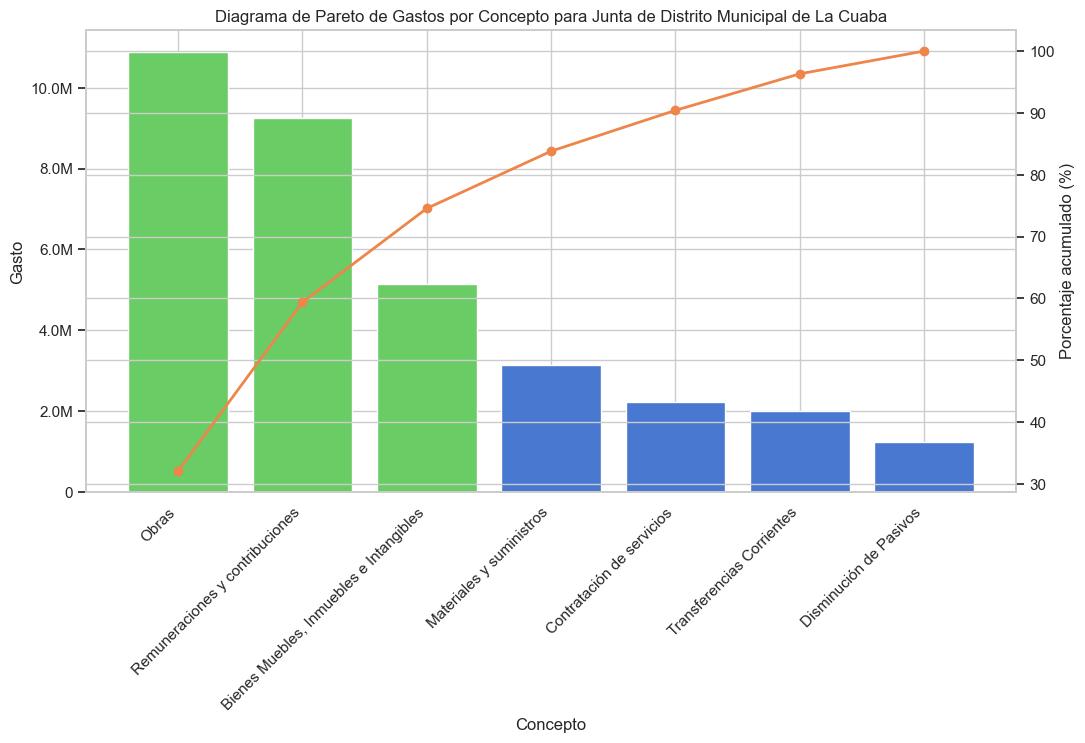 Diagrama de Pareto de Gastos por Concepto para Junta de Distrito Municipal de La Cuaba
Gasto
10.0M
8.0M
6.0M
4.0M
2.0M
0
100
90
80
70
60
50
40
30
Porcentaje acumulado (%)
Obras
Remuneraciones y contribuciones
Bienes Muebles, Inmuebles e Intangibles
Materiales y suministros
Contratación de servicios
Transferencias Corrientes
Disminución de Pasivos
Concepto